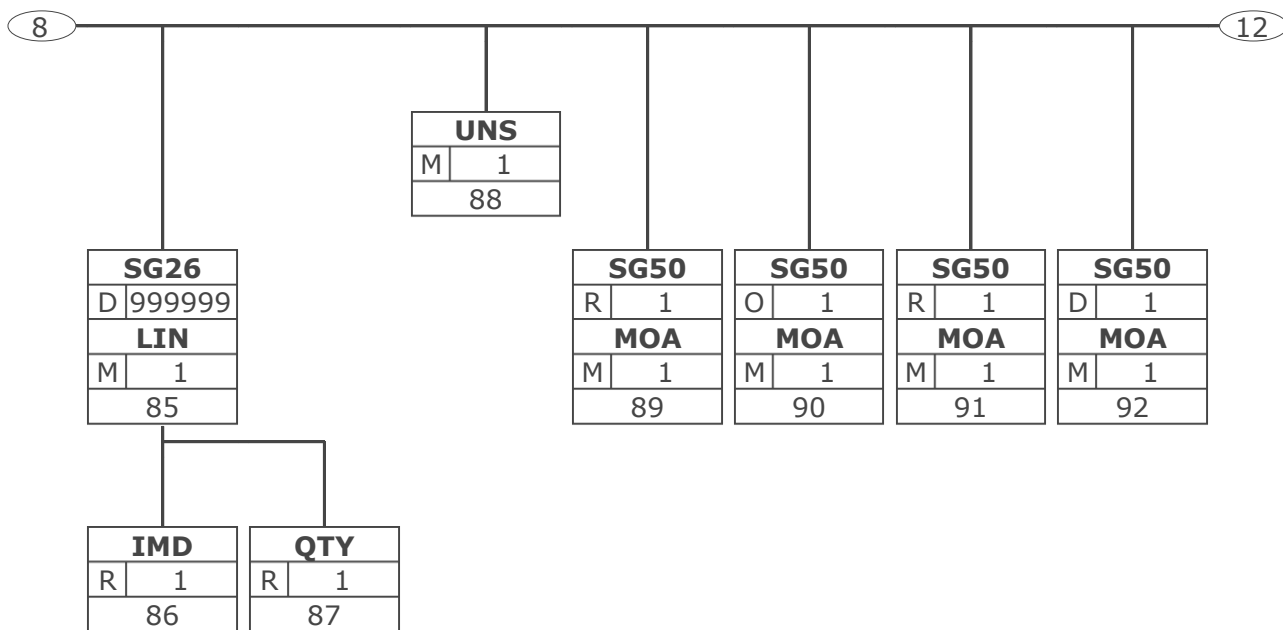 8
12
UNS
M 1
88
SG26
D 999999
LIN
M 1
85
SG50
R 1
MOA
M 1
89
SG50
O 1
MOA
M 1
90
SG50
R 1
MOA
M 1
91
SG50
D 1
MOA
M 1
92
IMD
R 1
86
QTY
R 1
87